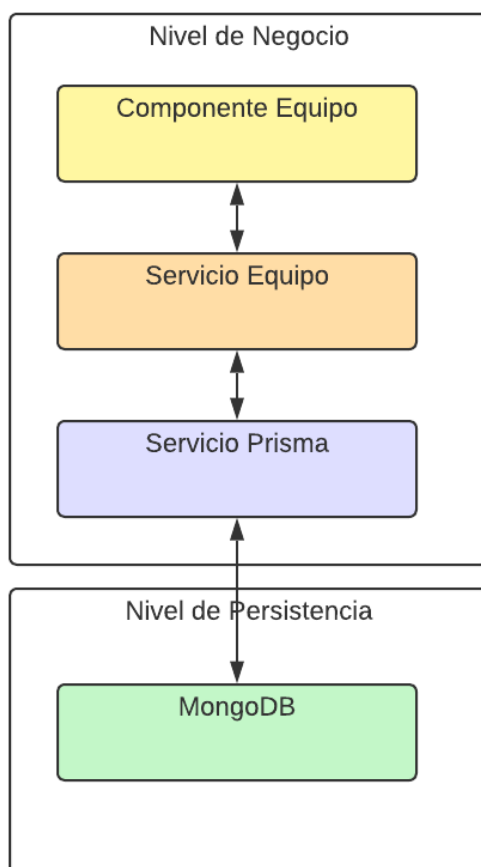 Nivel de Negocio
Componente Equipo
Servicio Equipo
Servicio Prisma
Nivel de Persistencia
MongoDB